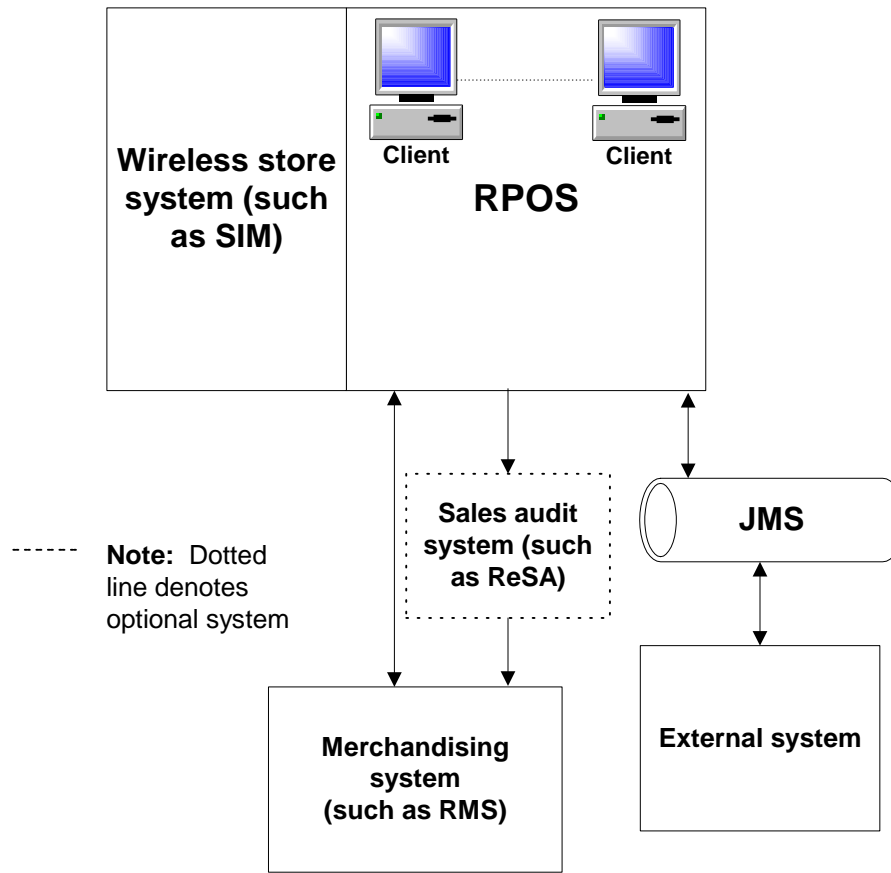 Client
Client
Wireless store
system (such
as SIM)
RPOS
Sales audit
system (such
as ReSA)
JMS
Note: Dotted
line denotes
optional system
Merchandising
system
(such as RMS)
External system